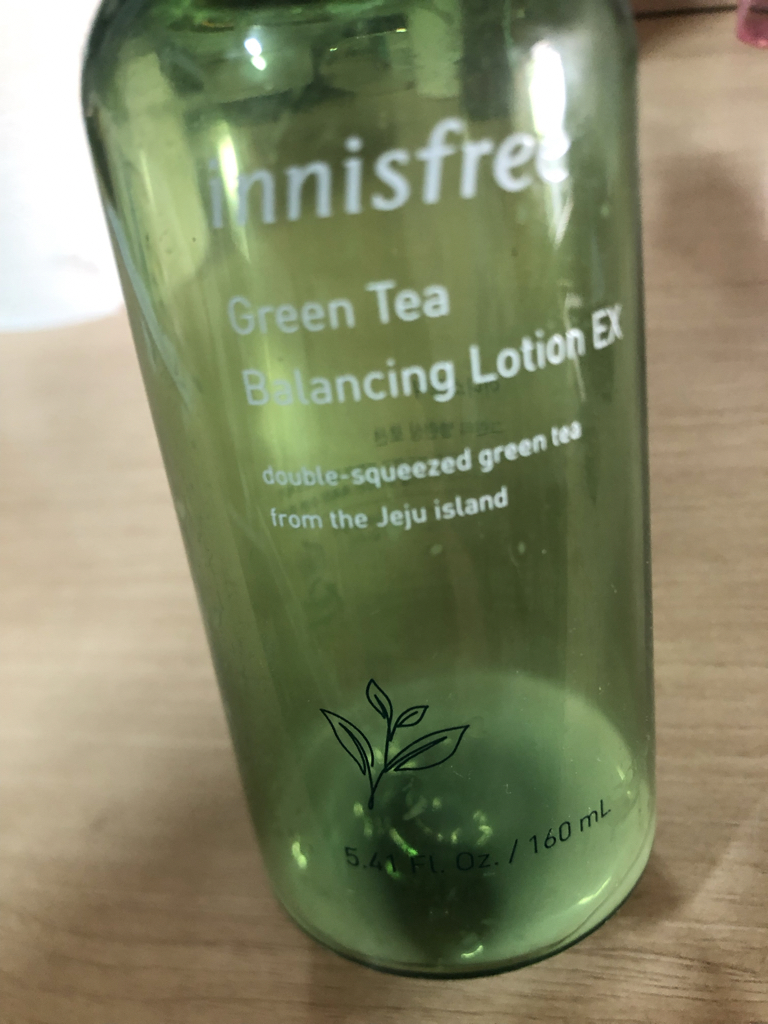 innisfree
Green Tea
Balancing Lotion EX
double-squeezed green tea
from the Jeju island
5.41 Fl. Oz. / 160 mL